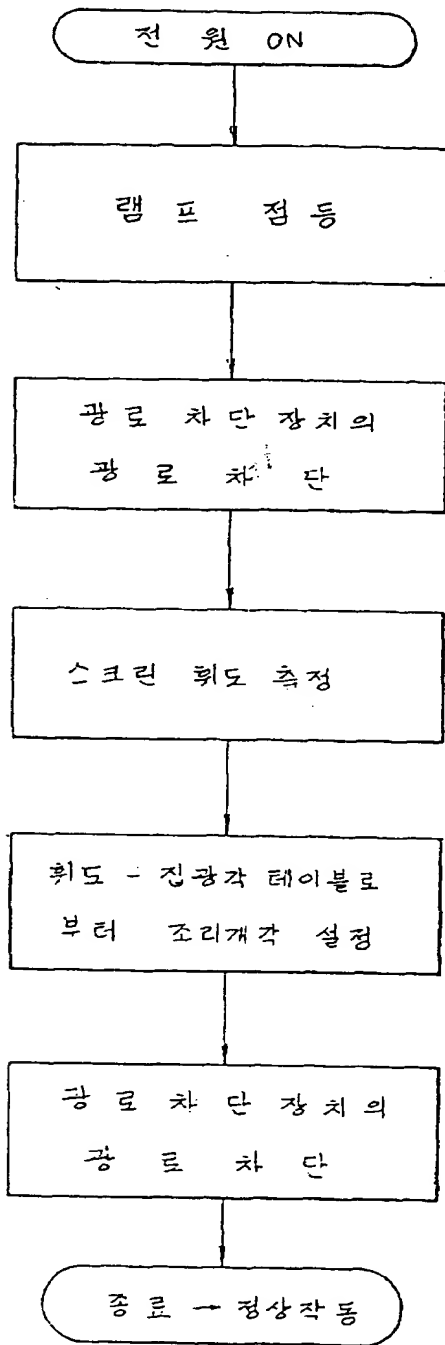 전원 ON
램프 점등
광로 차단 장치의
광로 차단
스크린 휘도 측정
휘도 - 집광각 테이블로
부터 조리개각 설정
광로 차단 장치의
광로 차단
종료 → 정상작동